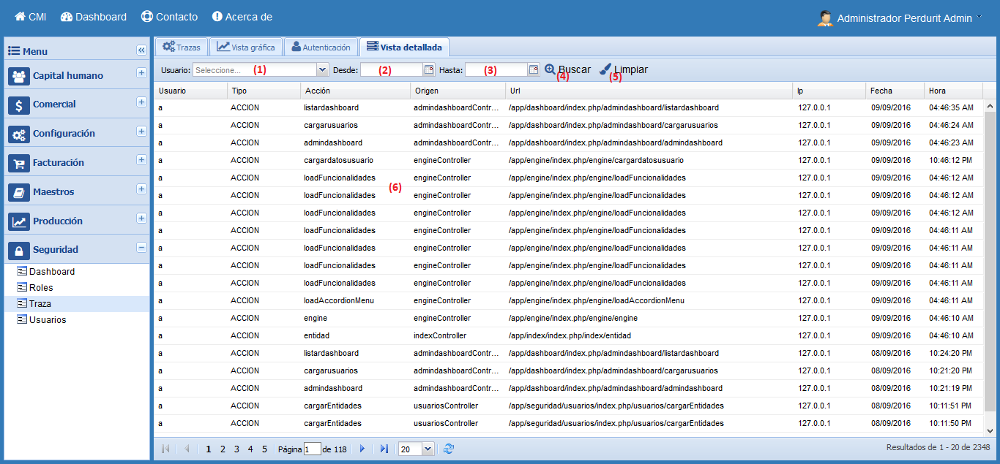 CMI Dashboard Contacto Acerca de Administrador Perdurit Admin
Menu
Capital humano
Comercial
Configuración
Facturación
Maestros
Producción
Seguridad
Dashboard
Roles
Traza
Usuarios
Trazas Vista gráfica Autenticación Vista detallada
Usuario: Seleccione... (1) Desde: (2) Hasta: (3) Buscar (4) Limpiar (5)
Usuario Tipo Acción Origen Url Ip Fecha Hora
a ACCION listardashboard admindashboardContr... /app/dashboard/index.php/admindashboard/listardashboard 127.0.0.1 09/09/2016 04:46:35 AM
a ACCION cargarusuarios admindashboardContr... /app/dashboard/index.php/admindashboard/cargarusuarios 127.0.0.1 09/09/2016 04:46:24 AM
a ACCION admindashboard admindashboardContr... /app/dashboard/index.php/admindashboard/admindashboard 127.0.0.1 09/09/2016 04:46:23 AM
a ACCION cargardatosusuario engineController /app/engine/index.php/engine/cargardatosusuario 127.0.0.1 09/09/2016 10:46:12 PM
a ACCION loadFuncionalidades engineController /app/engine/index.php/engine/loadFuncionalidades 127.0.0.1 09/09/2016 04:46:12 AM
(6)
a ACCION loadFuncionalidades engineController /app/engine/index.php/engine/loadFuncionalidades 127.0.0.1 09/09/2016 04:46:12 AM
a ACCION loadFuncionalidades engineController /app/engine/index.php/engine/loadFuncionalidades 127.0.0.1 09/09/2016 04:46:12 AM
a ACCION loadFuncionalidades engineController /app/engine/index.php/engine/loadFuncionalidades 127.0.0.1 09/09/2016 04:46:11 AM
a ACCION loadFuncionalidades engineController /app/engine/index.php/engine/loadFuncionalidades 127.0.0.1 09/09/2016 04:46:11 AM
a ACCION loadFuncionalidades engineController /app/engine/index.php/engine/loadFuncionalidades 127.0.0.1 09/09/2016 04:46:11 AM
a ACCION loadFuncionalidades engineController /app/engine/index.php/engine/loadFuncionalidades 127.0.0.1 09/09/2016 04:46:11 AM
a ACCION loadAccordionMenu engineController /app/engine/index.php/engine/loadAccordionMenu 127.0.0.1 09/09/2016 04:46:11 AM
a ACCION engine engineController /app/engine/index.php/engine/engine 127.0.0.1 09/09/2016 04:46:10 AM
a ACCION entidad indexController /app/index/index.php/index/entidad 127.0.0.1 09/09/2016 04:46:10 AM
a ACCION listardashboard admindashboardContr... /app/dashboard/index.php/admindashboard/listardashboard 127.0.0.1 08/09/2016 10:24:20 PM
a ACCION cargarusuarios admindashboardContr... /app/dashboard/index.php/admindashboard/cargarusuarios 127.0.0.1 08/09/2016 10:21:20 PM
a ACCION admindashboard admindashboardContr... /app/dashboard/index.php/admindashboard/admindashboard 127.0.0.1 08/09/2016 10:21:19 PM
a ACCION cargarEntidades usuariosController /app/seguridad/usuarios/index.php/usuarios/cargarEntidades 127.0.0.1 08/09/2016 10:11:51 PM
a ACCION cargarEntidades usuariosController /app/seguridad/usuarios/index.php/usuarios/cargarEntidades 127.0.0.1 08/09/2016 10:11:50 PM
1 2 3 4 5 Página 1 de 118 20 Resultados de 1 - 20 de 2348